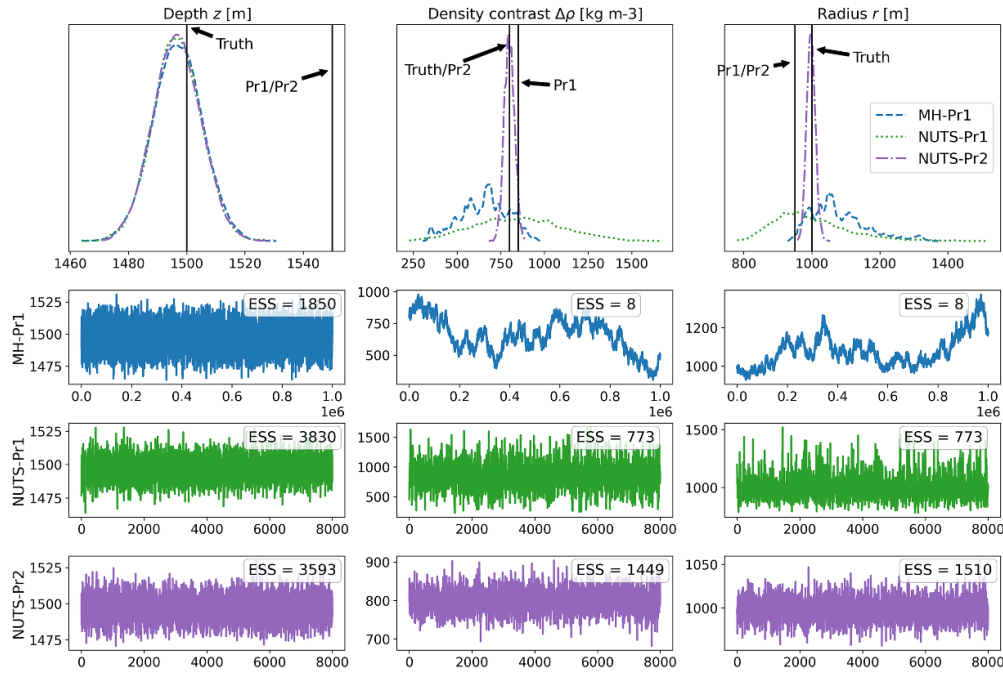 Depth z [m]
Density contrast Δρ [kg m-3]
Radius r [m]
Truth
Pr1/Pr2
Truth/Pr2
Pr1
Pr1/Pr2
Truth
MH-Pr1
NUTS-Pr1
NUTS-Pr2
1460 1480 1500 1520 1540
250 500 750 1000 1250 1500
800 1000 1200 1400
MH-Pr1
1525
1500
1475
ESS = 1850
0.0 0.2 0.4 0.6 0.8 1.0
1e6
1000
750
500
ESS = 8
0.0 0.2 0.4 0.6 0.8 1.0
1e6
1200
1000
ESS = 8
0.0 0.2 0.4 0.6 0.8 1.0
1e6
NUTS-Pr1
1525
1500
1475
ESS = 3830
0 2000 4000 6000 8000
1500
1000
500
ESS = 773
0 2000 4000 6000 8000
1500
1000
ESS = 773
0 2000 4000 6000 8000
NUTS-Pr2
1525
1500
1475
ESS = 3593
0 2000 4000 6000 8000
900
800
700
ESS = 1449
0 2000 4000 6000 8000
1050
1000
ESS = 1510
0 2000 4000 6000 8000